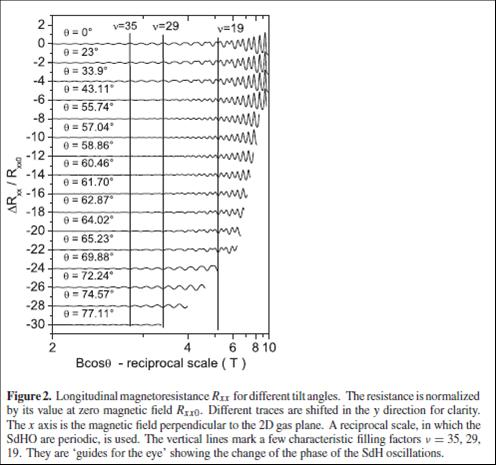 ν=35 ν=29 ν=19
2
0
-2
-4
-6
-8
-10
-12
-14
-16
-18
-20
-22
-24
-26
-28
-30
θ = 0°
θ = 23°
θ = 33.9°
θ = 43.11°
θ = 55.74°
θ = 57.04°
θ = 58.86°
θ = 60.46°
θ = 61.70°
θ = 62.87°
θ = 64.02°
θ = 65.23°
θ = 69.88°
θ = 72.24°
θ = 74.57°
θ = 77.11°
ΔRxx / Rxx0
2 4 6 8 10
Bcosθ - reciprocal scale ( T )
Figure 2. Longitudinal magnetoresistance Rxx for different tilt angles. The resistance is normalized
by its value at zero magnetic field Rxx0. Different traces are shifted in the y direction for clarity.
The x axis is the magnetic field perpendicular to the 2D gas plane. A reciprocal scale, in which the
SdHO are periodic, is used. The vertical lines mark a few characteristic filling factors ν = 35, 29,
19. They are ‘guides for the eye’ showing the change of the phase of the SdH oscillations.